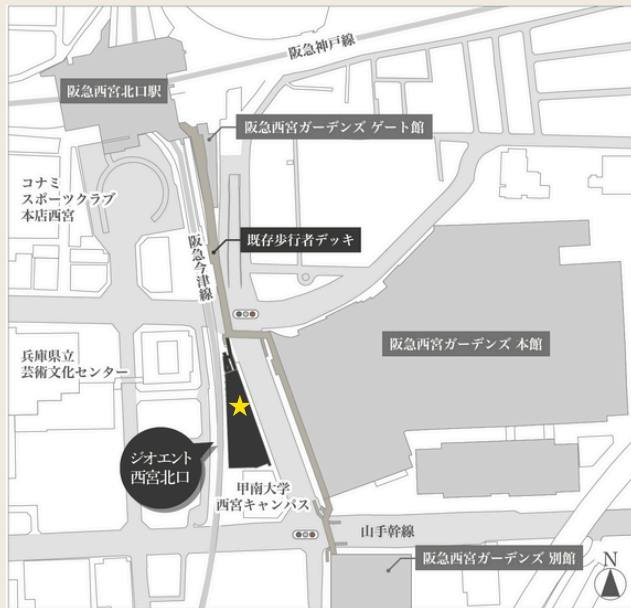 阪急神戸線
阪急西宮北口駅
阪急西宮ガーデンズ ゲート館
コナミ
スポーツクラブ
本店西宮
阪急今津線
既存歩行者デッキ
阪急西宮ガーデンズ 本館
兵庫県立
芸術文化センター
ジオエント
西宮北口
甲南大学
西宮キャンパス
山手幹線
阪急西宮ガーデンズ 別館
N